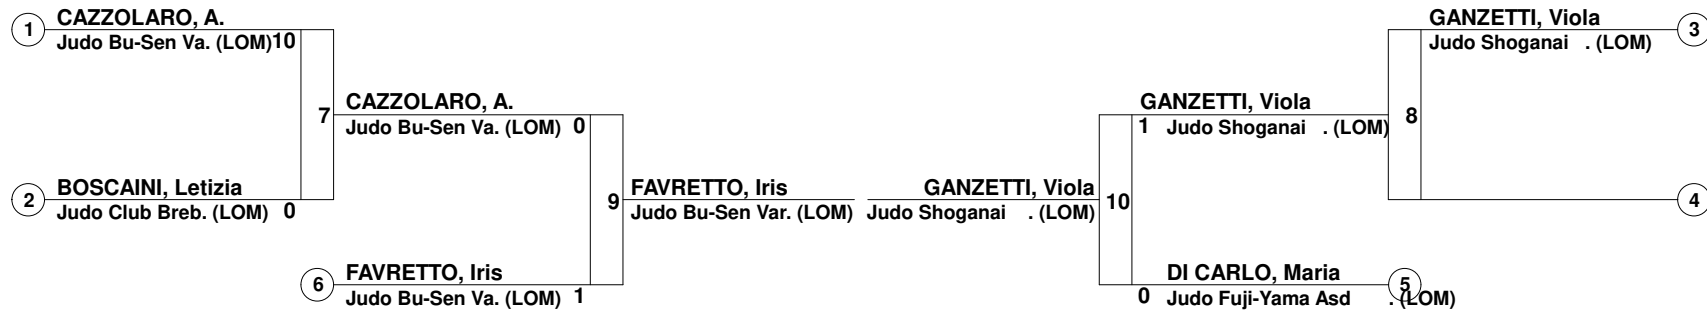 1
CAZZOLARO, A.
Judo Bu-Sen Va. (LOM) 10
7
CAZZOLARO, A.
Judo Bu-Sen Va. (LOM) 0
2
BOSCAINI, Letizia
Judo Club Breb. (LOM) 0
9
FAVRETTO, Iris
Judo Bu-Sen Var. (LOM)
6
FAVRETTO, Iris
Judo Bu-Sen Va. (LOM) 1
GANZETTI, Viola
Judo Shoganai . (LOM)
10
GANZETTI, Viola
1 Judo Shoganai . (LOM)
8
GANZETTI, Viola
Judo Shoganai . (LOM)
3
4
DI CARLO, Maria
0 Judo Fuji-Yama Asd . (LOM)
5